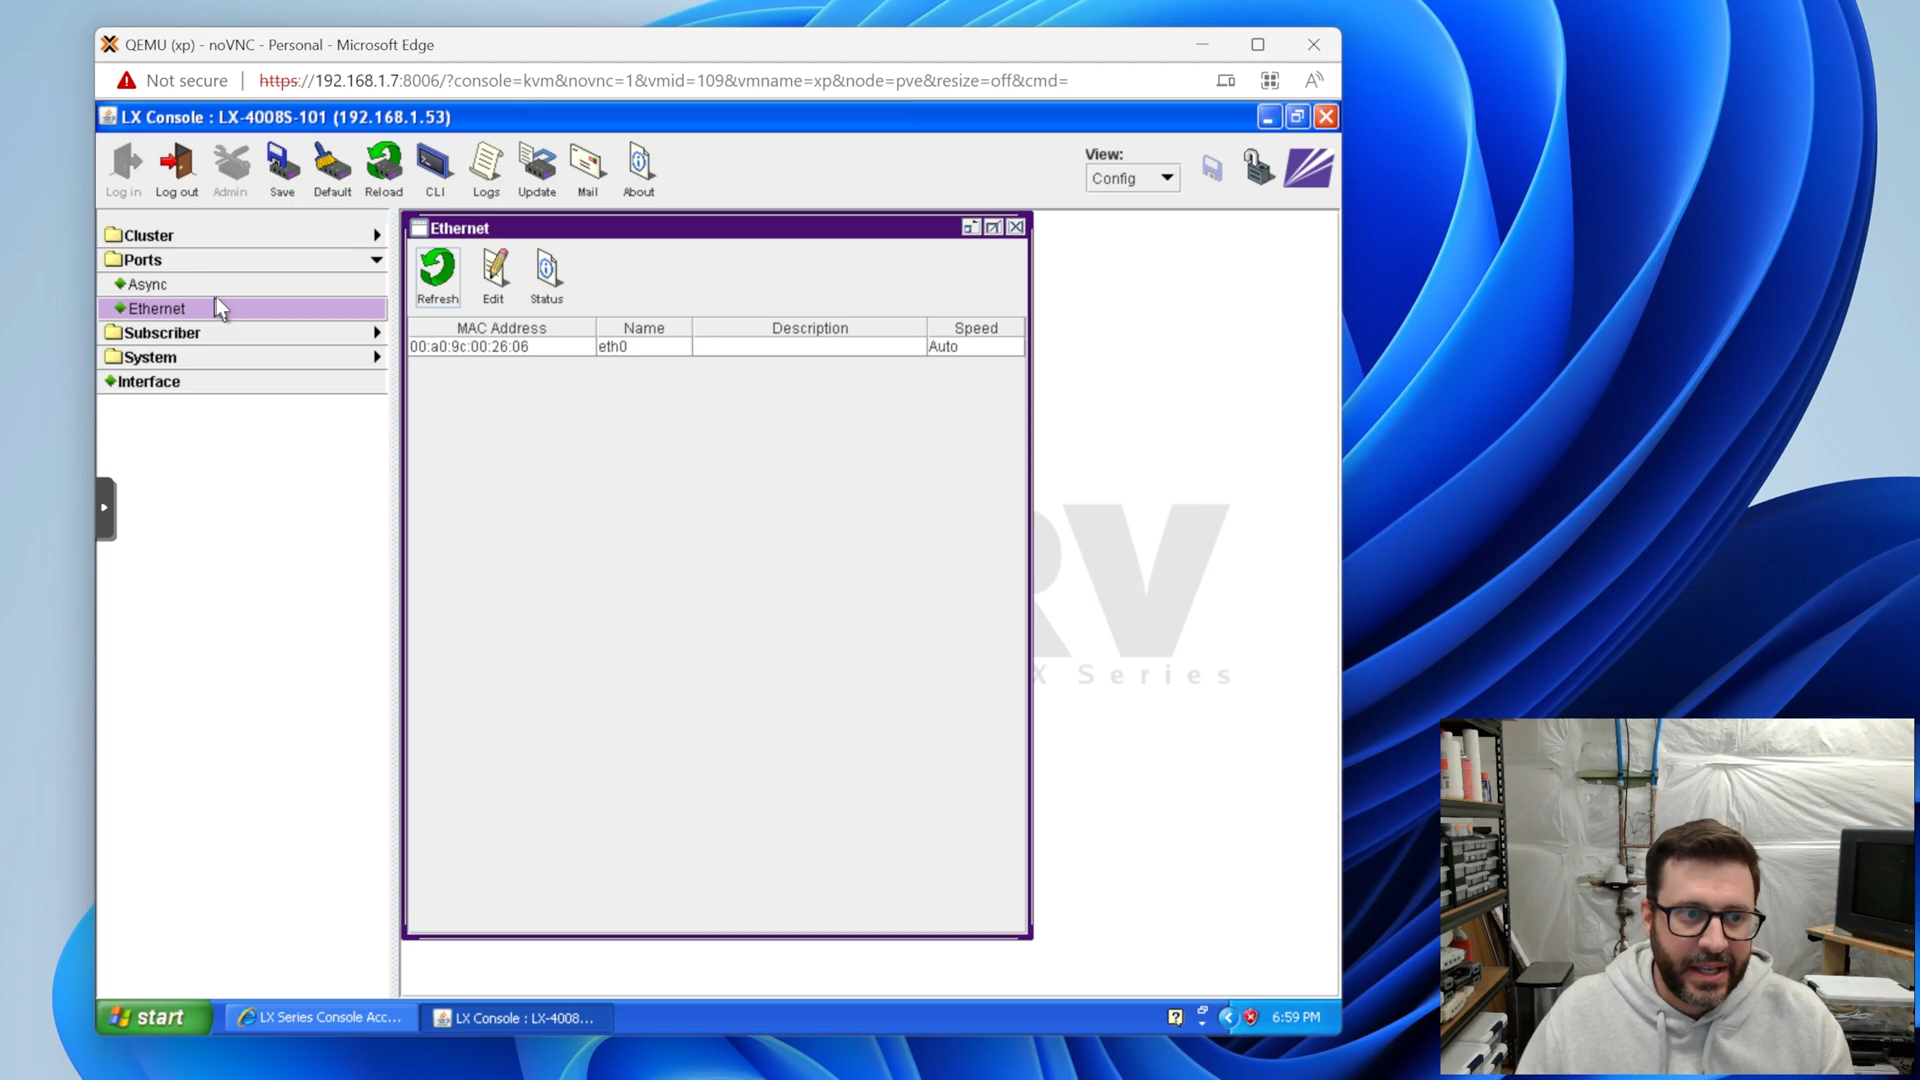 QEMU (xp) - noVNC - Personal - Microsoft Edge
Not secure https://192.168.1.7:8006/?console=kvm&novnc=1&vmid=109&vmname=xp&node=pve&resize=off&cmd=
LX Console : LX-4008S-101 (192.168.1.53)
Log in Log out Admin Save Default Reload CLI Logs Update Mail About
View:
Config
Cluster
Ports
Async
Ethernet
Subscriber
System
Interface
Ethernet
Refresh Edit Status
MAC Address Name Description Speed
00:a0:9c:00:26:06 eth0 Auto
RV
X Series
start LX Series Console Acc... LX Console : LX-4008... 6:59 PM